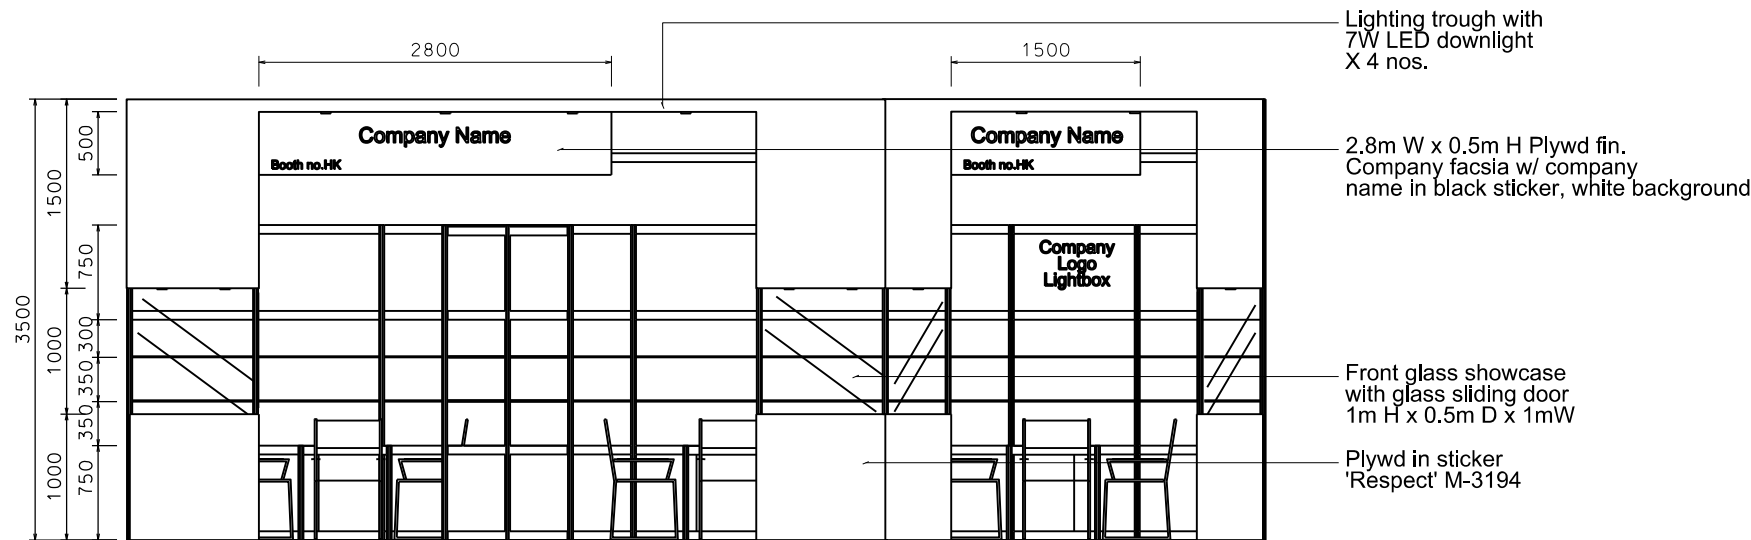 Lighting trough with
7W LED downlight
X 4 nos.
2800
1500
3500
1500
1000
1000
500
750
300
350
350
750
Company Name
Booth no.HK
Company Name
Booth no.HK
2.8m W x 0.5m H Plywd fin.
Company facsia w/ company
name in black sticker, white background
Company
Logo
Lightbox
Front glass showcase
with glass sliding door
1m H x 0.5m D x 1mW
Plywd in sticker
'Respect' M-3194